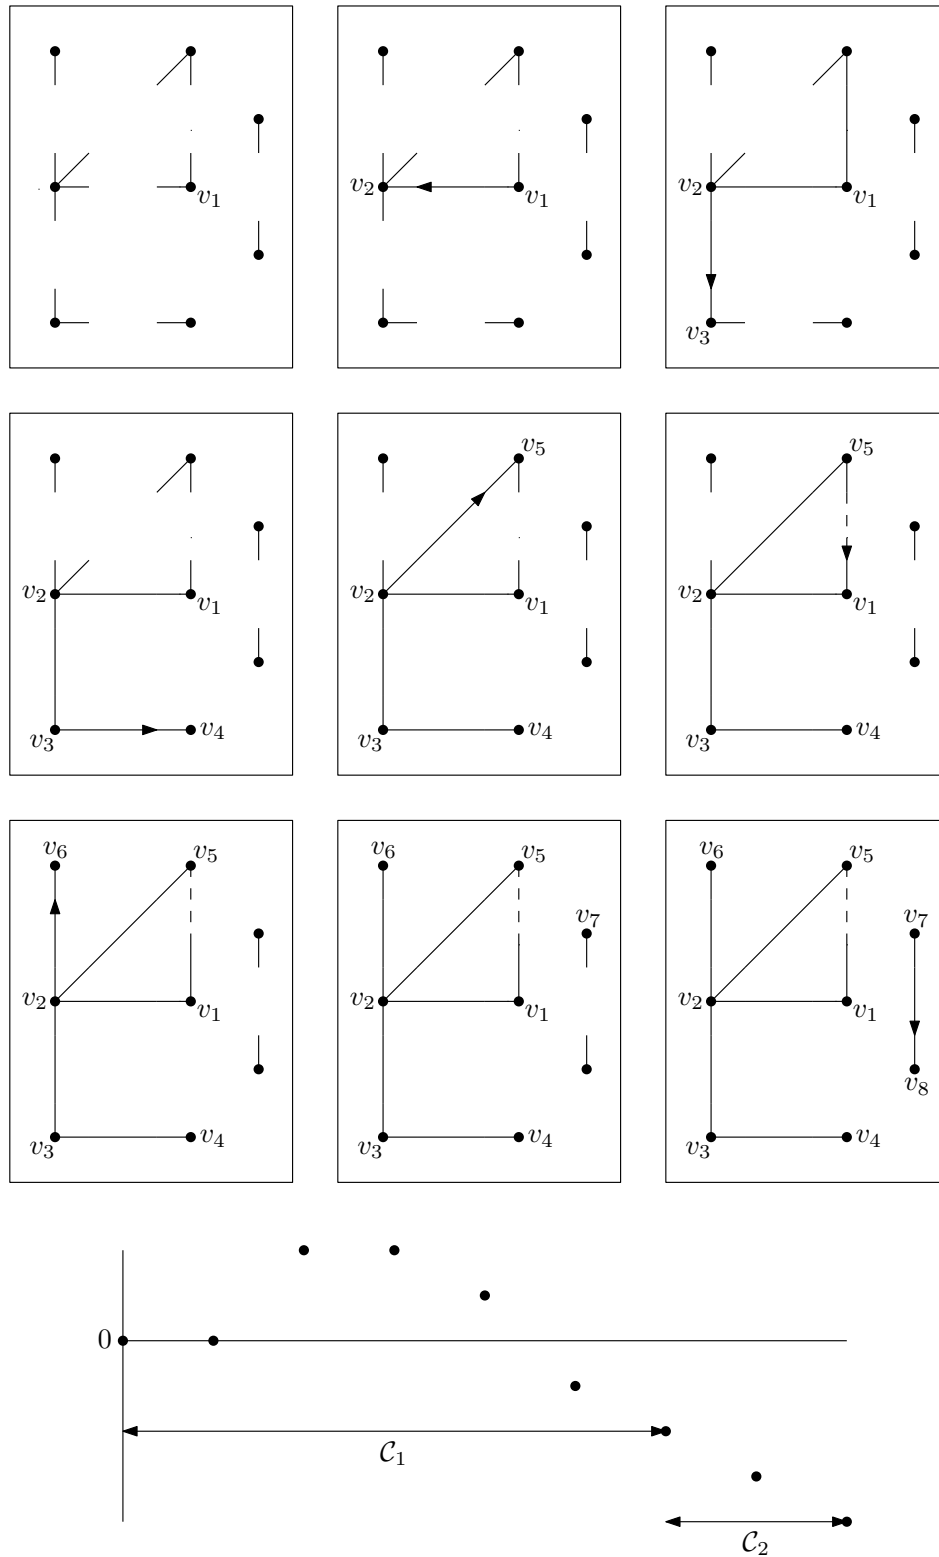 v₁
v₂ v₁
v₂ v₁
v₃
v₂ v₁
v₃ v₄
v₅
v₂ v₁
v₃ v₄
v₅
v₂ v₁
v₃ v₄
v₆ v₅
v₂ v₁
v₃ v₄
v₆ v₅
v₇
v₂ v₁
v₃ v₄
v₆ v₅
v₇
v₂ v₁
v₈
v₃ v₄
0
𝒞₁
𝒞₂